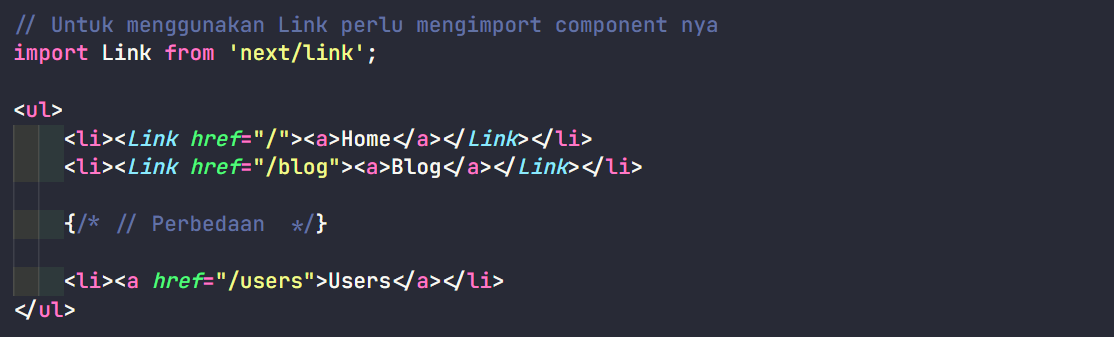 // Untuk menggunakan Link perlu mengimport component nya
import Link from 'next/link';
<ul>
<li><Link href="/"><a>Home</a></Link></li>
<li><Link href="/blog"><a>Blog</a></Link></li>
{/* // Perbedaan  */}
<li><a href="/users">Users</a></li>
</ul>